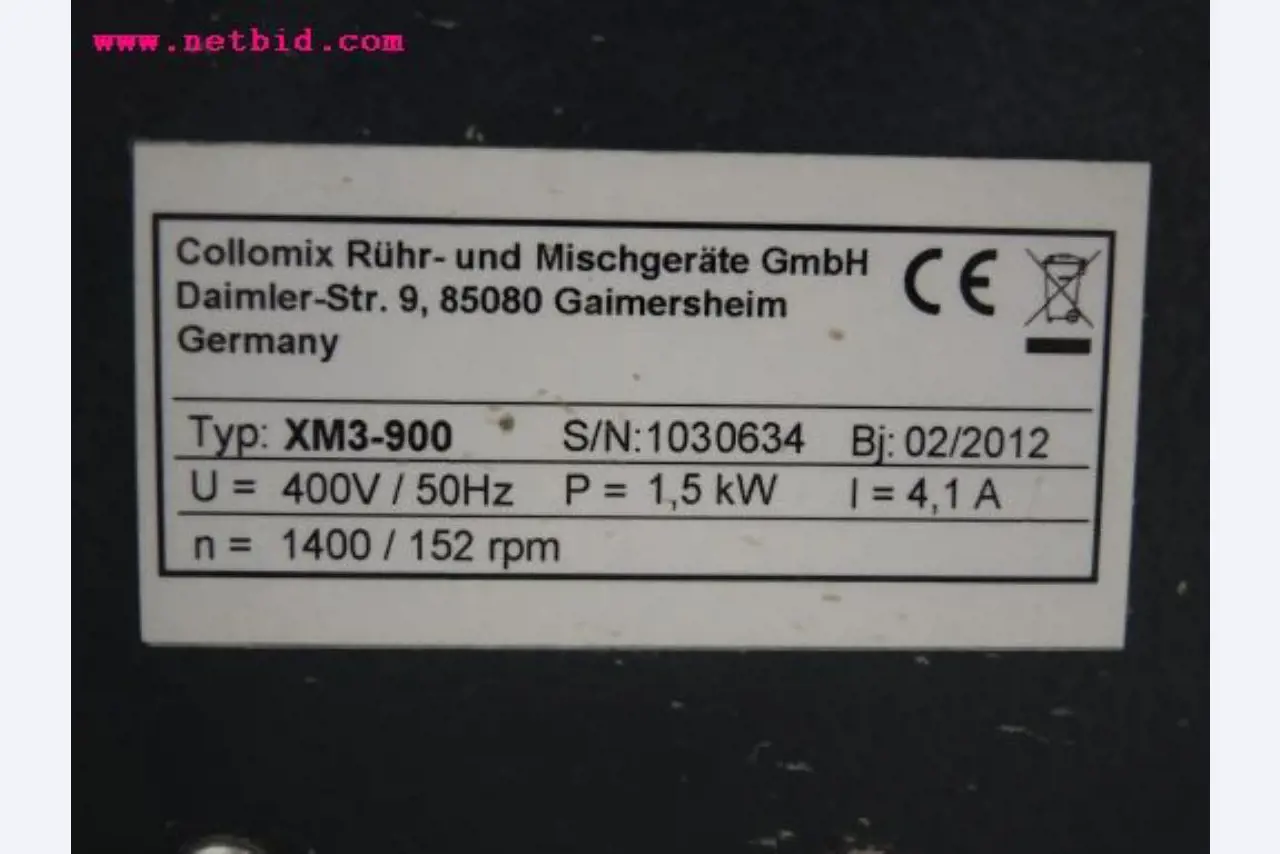 www.netbid.com
Collomix Rühr- und Mischgeräte GmbH CE
Daimler-Str. 9, 85080 Gaimersheim
Germany
Typ: XM3-900 S/N:1030634 Bj: 02/2012
U = 400V / 50Hz P = 1,5 kW I = 4,1 A
n = 1400 / 152 rpm